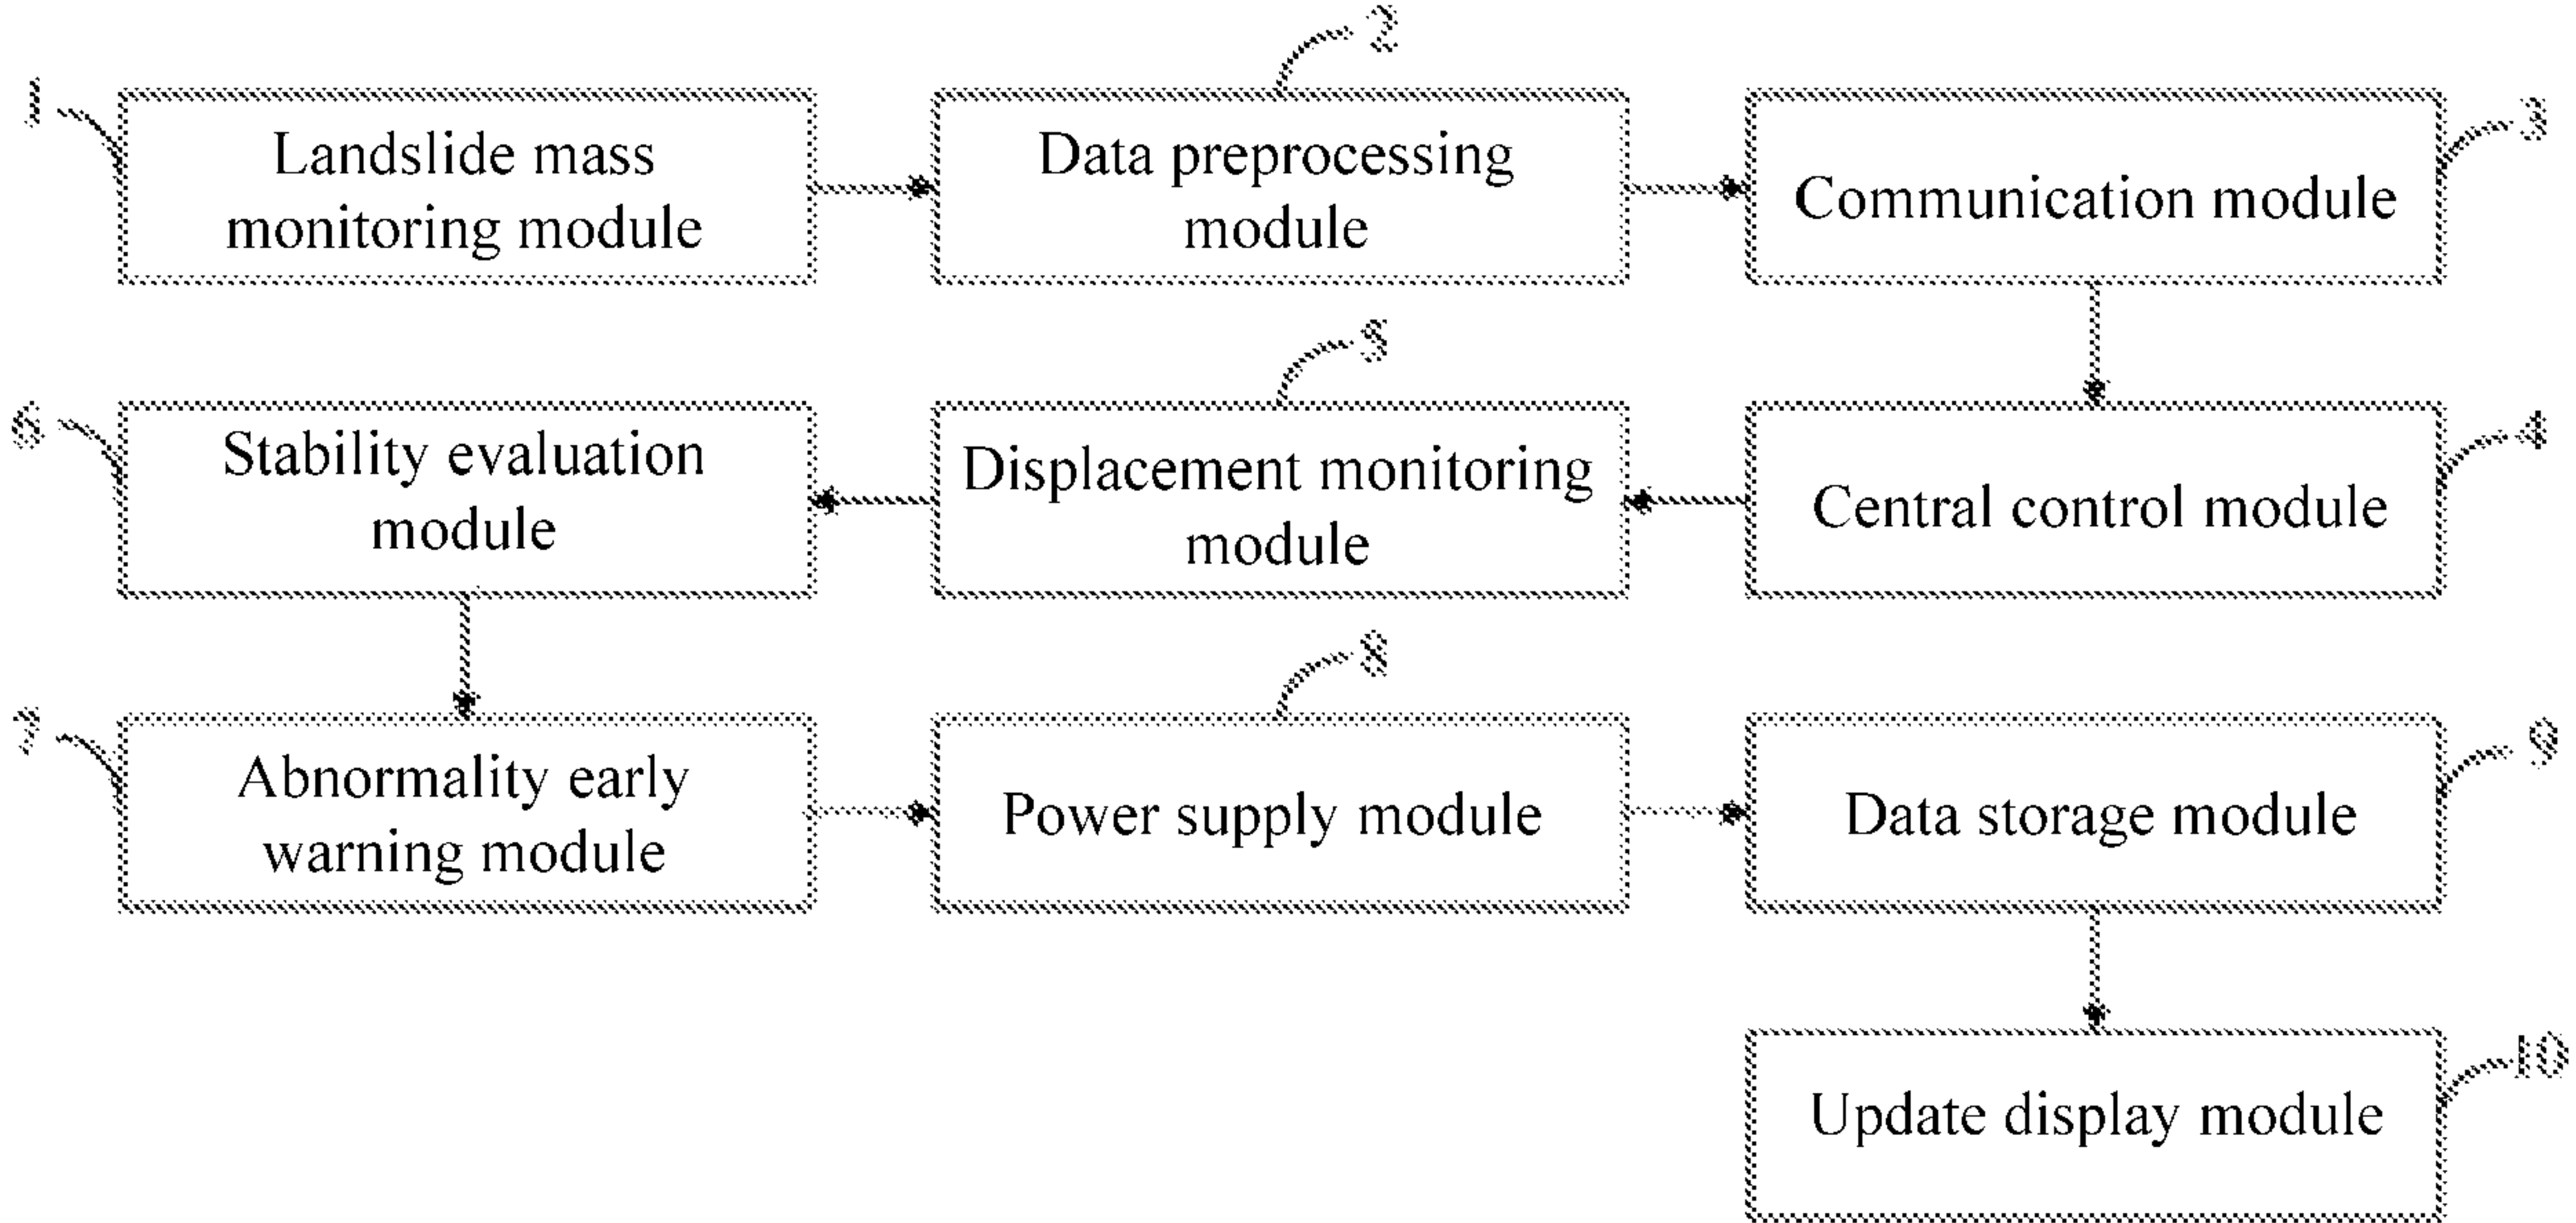 2
1
3
Landslide mass
monitoring module
Data preprocessing
module
Communication module
5
6
4
Stability evaluation
module
Displacement monitoring
module
Central control module
8
7
9
Abnormality early
warning module
Power supply module
Data storage module
10
Update display module